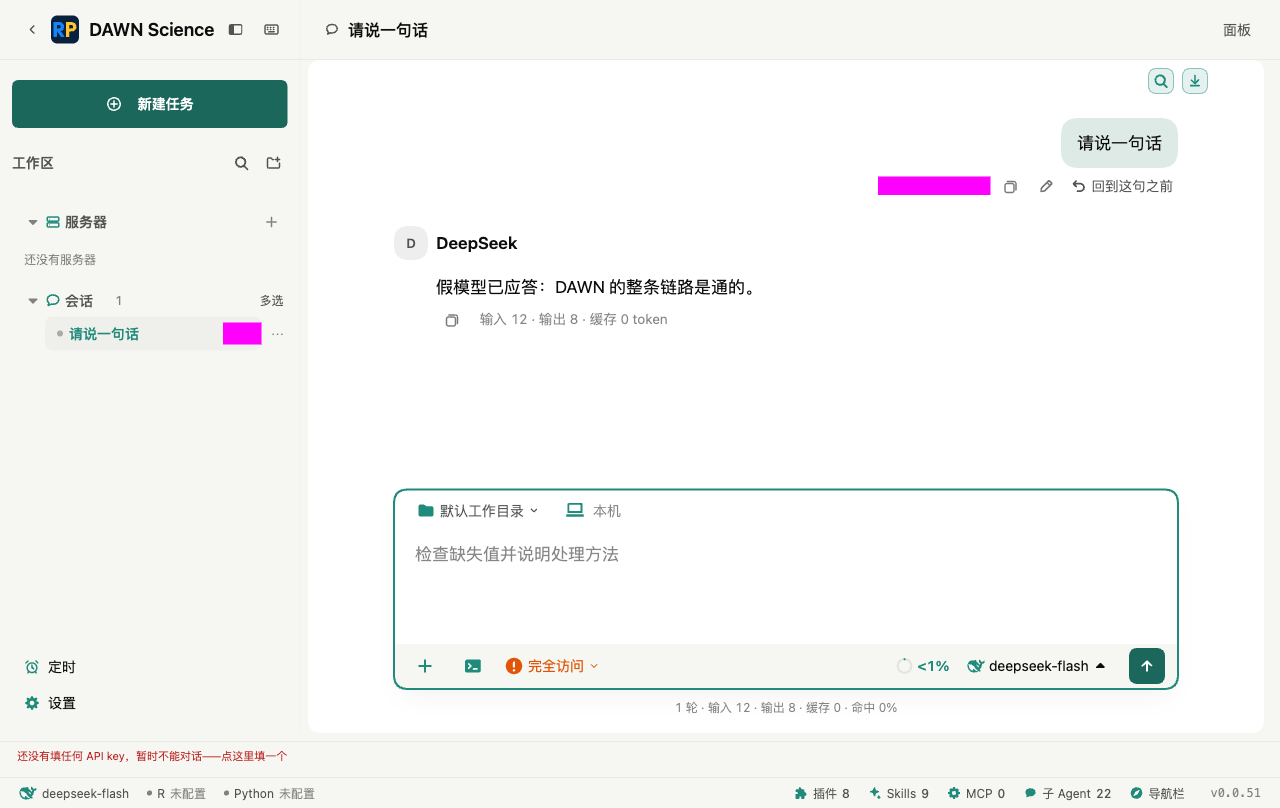 DAWN Science
请说一句话
面板
新建任务
工作区
服务器
还没有服务器
会话 1 多选
请说一句话 ...
定时
设置
请说一句话
回到这句之前
D DeepSeek
假模型已应答：DAWN 的整条链路是通的。
输入 12 · 输出 8 · 缓存 0 token
默认工作目录 本机
检查缺失值并说明处理方法
完全访问 <1% deepseek-flash
1 轮 · 输入 12 · 输出 8 · 缓存 0 · 命中 0%
还没有填任何 API key，暂时不能对话——点这里填一个
deepseek-flash R 未配置 Python 未配置 插件 8 Skills 9 MCP 0 子 Agent 22 导航栏 v0.0.51